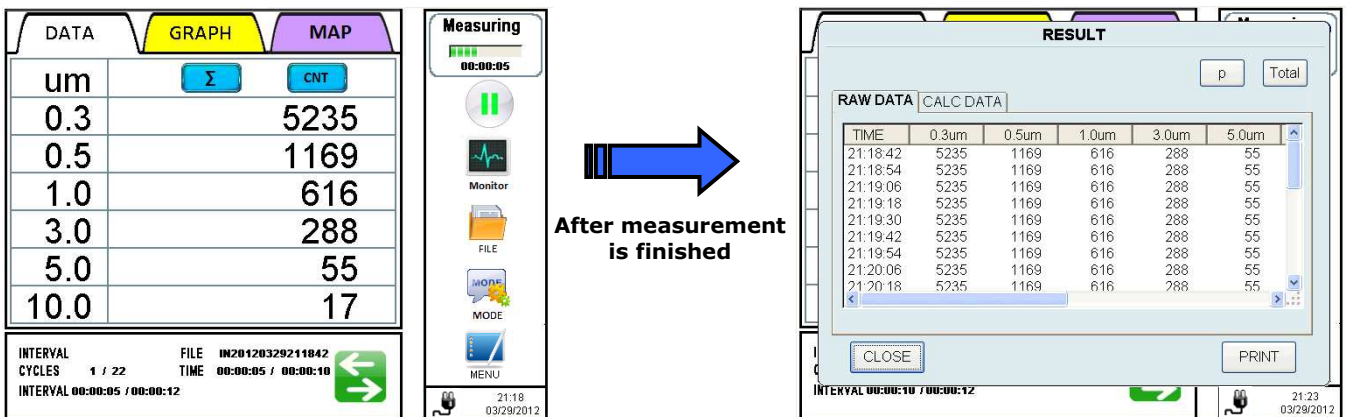 DATA GRAPH MAP
um Σ CNT
0.3 5235
0.5 1169
1.0 616
3.0 288
5.0 55
10.0 17
INTERVAL FILE IN20120329211842
CYCLES 1 / 22 TIME 00:00:05 / 00:00:10
INTERVAL 00:00:05 / 00:00:12
Measuring
00:00:05
Monitor
FILE
MODE
MODE
MENU
21:18
03/29/2012
After measurement
is finished
RESULT
p Total
RAW DATA CALC DATA
TIME 0.3um 0.5um 1.0um 3.0um 5.0um
21:18:42 5235 1169 616 288 55
21:18:54 5235 1169 616 288 55
21:19:06 5235 1169 616 288 55
21:19:18 5235 1169 616 288 55
21:19:30 5235 1169 616 288 55
21:19:42 5235 1169 616 288 55
21:19:54 5235 1169 616 288 55
21:20:06 5235 1169 616 288 55
21:20:18 5235 1169 616 288 55
CLOSE PRINT
INTERVAL 00:00:10 / 00:00:12
21:23
03/29/2012